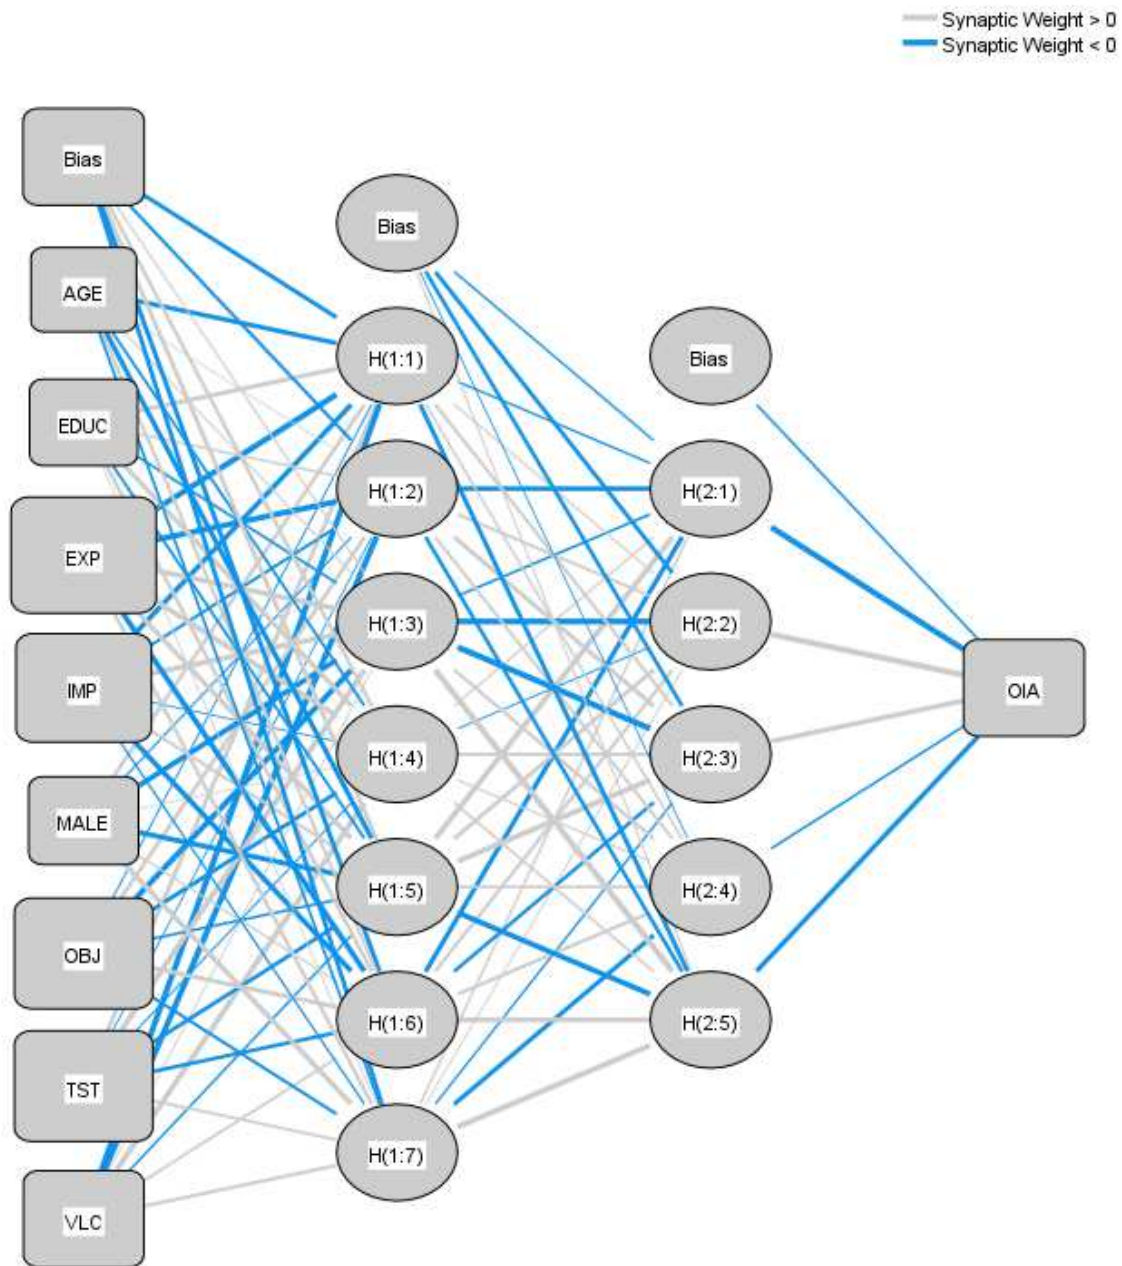 Synaptic Weight > 0
Synaptic Weight < 0
Bias
AGE
EDUC
EXP
IMP
MALE
OBJ
TST
VLC
Bias
H(1:1)
H(1:2)
H(1:3)
H(1:4)
H(1:5)
H(1:6)
H(1:7)
Bias
H(2:1)
H(2:2)
H(2:3)
H(2:4)
H(2:5)
OIA